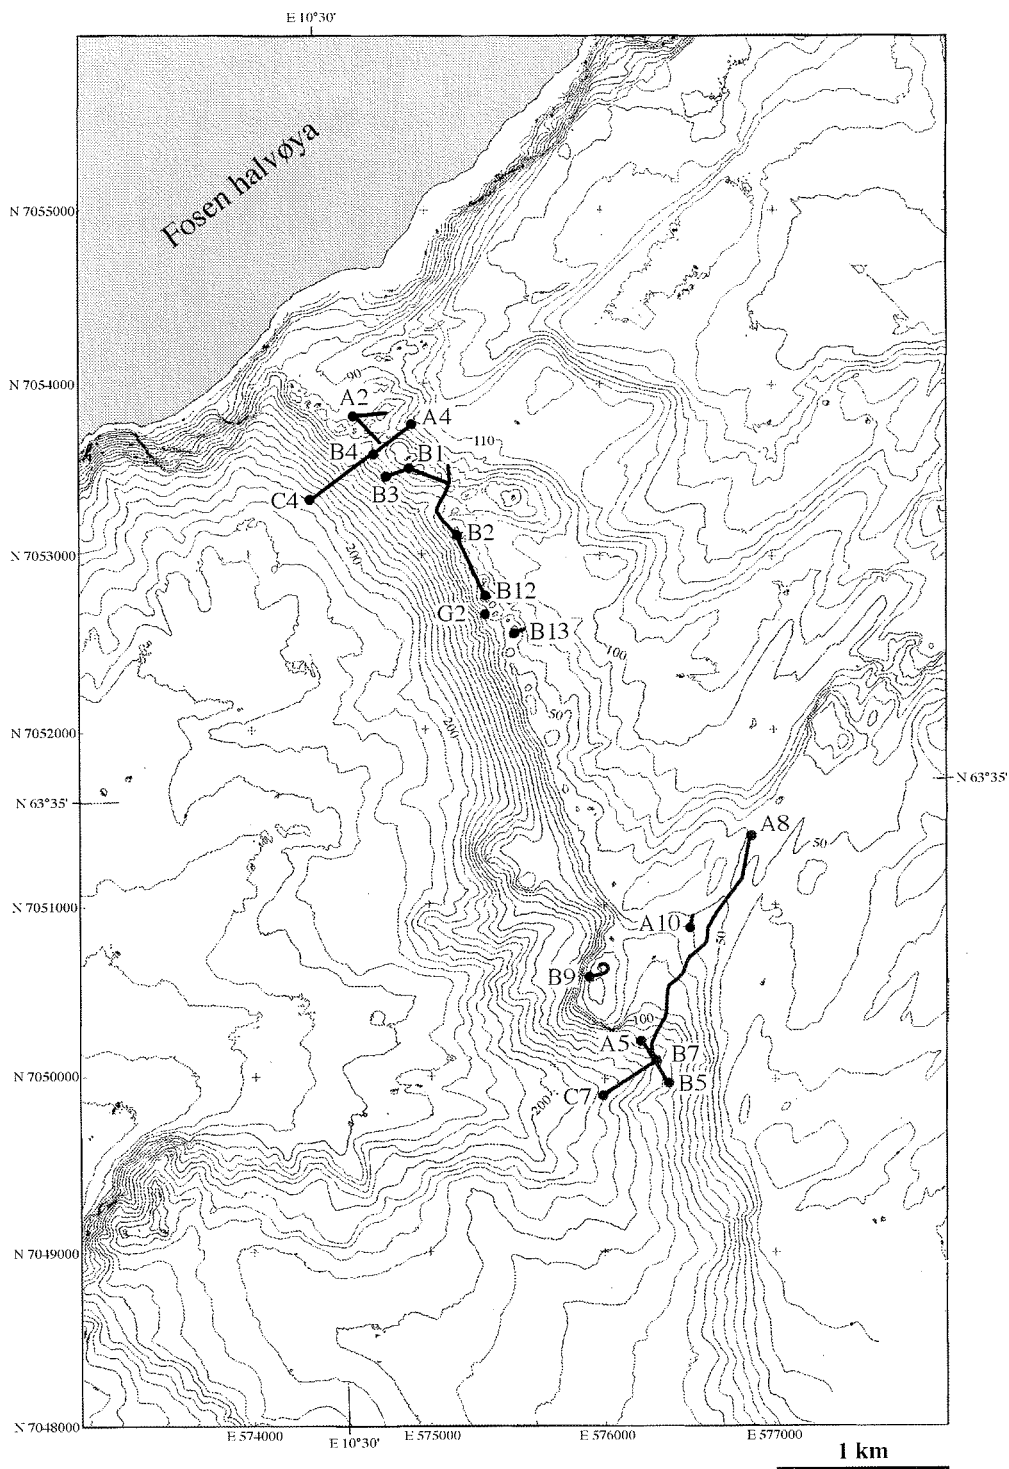 E 10°30'
Fosen halvøya
N 7055000
90
N 7054000
A2
A4
110
B4
B1
B3
C4
B2
N 7053000
200
B12
G2
B13
100
50
200
N 7052000
N 63°35'
N 63°35'
A8
50
N 7051000
A10
50
B9
100
A5
B7
N 7050000
B5
C7
200
N 7049000
N 7048000
E 574000
E 10°30'
E 575000
E 576000
E 577000
1 km